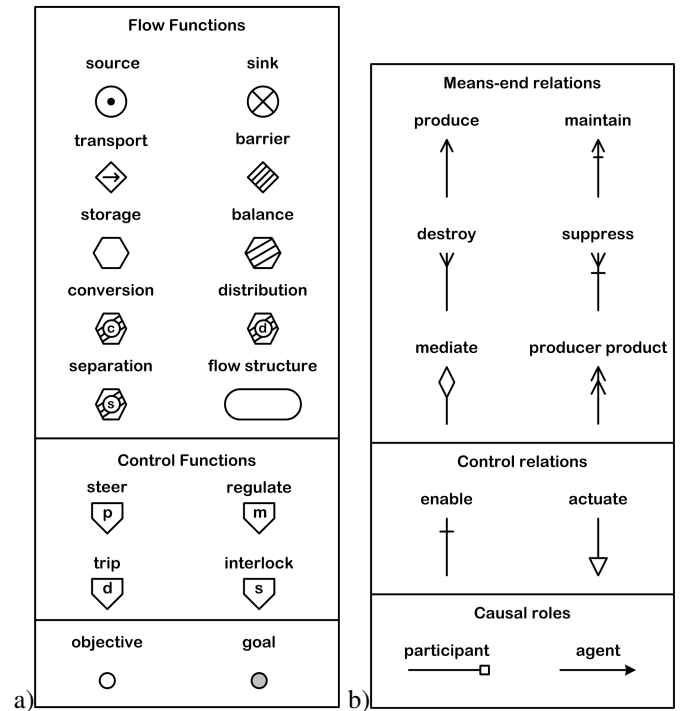 Flow Functions
source sink
transport barrier
storage balance
conversion distribution
c d
separation flow structure
s
Control Functions
steer regulate
p m
trip interlock
d s
objective goal
a)
Means-end relations
produce maintain
destroy suppress
mediate producer product
Control relations
enable actuate
Causal roles
participant agent
b)